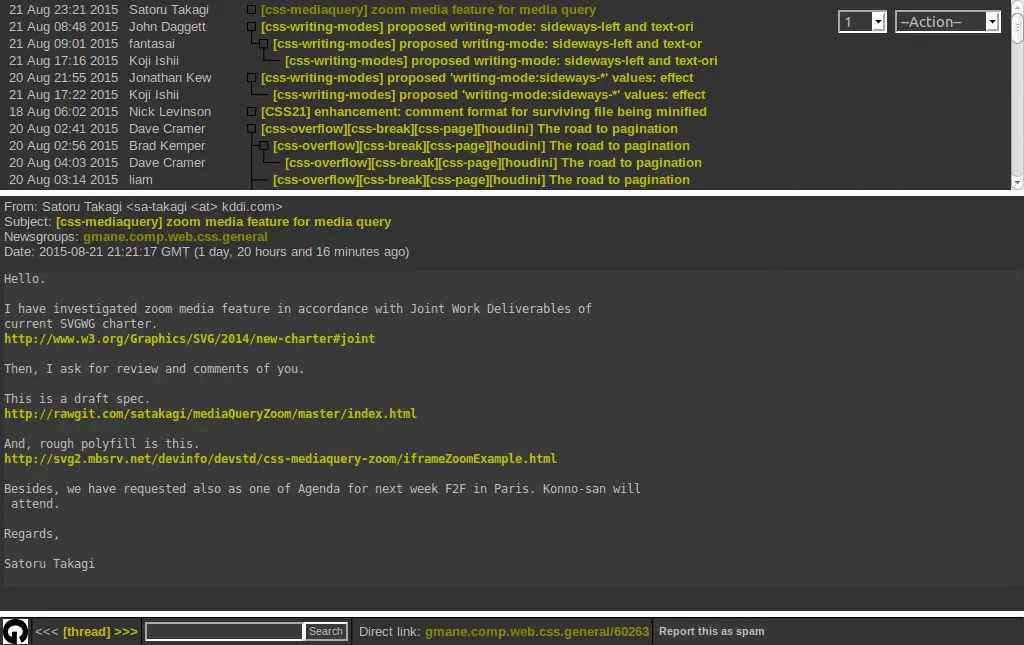 21 Aug 23:21 2015 Satoru Takagi [css-mediaquery] zoom media feature for media query
21 Aug 08:48 2015 John Daggett [css-writing-modes] proposed writing-mode: sideways-left and text-ori
21 Aug 09:01 2015 fantasai [css-writing-modes] proposed writing-mode: sideways-left and text-or
21 Aug 17:16 2015 Koji Ishii [css-writing-modes] proposed writing-mode: sideways-left and text-ori
20 Aug 21:55 2015 Jonathan Kew [css-writing-modes] proposed 'writing-mode:sideways-*' values: effect
21 Aug 17:22 2015 Koji Ishii [css-writing-modes] proposed 'writing-mode:sideways-*' values: effect
18 Aug 06:02 2015 Nick Levinson [CSS21] enhancement: comment format for surviving file being minified
20 Aug 02:41 2015 Dave Cramer [css-overflow][css-break][css-page][houdini] The road to pagination
20 Aug 02:56 2015 Brad Kemper [css-overflow][css-break][css-page][houdini] The road to pagination
20 Aug 04:03 2015 Dave Cramer [css-overflow][css-break][css-page][houdini] The road to pagination
20 Aug 03:14 2015 liam [css-overflow][css-break][css-page][houdini] The road to pagination
1 --Action--
From: Satoru Takagi <sa-takagi <at> kddi.com>
Subject: [css-mediaquery] zoom media feature for media query
Newsgroups: gmane.comp.web.css.general
Date: 2015-08-21 21:21:17 GMT (1 day, 20 hours and 16 minutes ago)
Hello.
I have investigated zoom media feature in accordance with Joint Work Deliverables of
current SVGWG charter.
http://www.w3.org/Graphics/SVG/2014/new-charter#joint
Then, I ask for review and comments of you.
This is a draft spec.
http://rawgit.com/satakagi/mediaQueryZoom/master/index.html
And, rough polyfill is this.
http://svg2.mbsrv.net/devinfo/devstd/css-mediaquery-zoom/iframeZoomExample.html
Besides, we have requested also as one of Agenda for next week F2F in Paris. Konno-san will
attend.
Regards,
Satoru Takagi
<<< [thread] >>> Search Direct link: gmane.comp.web.css.general/60263 Report this as spam